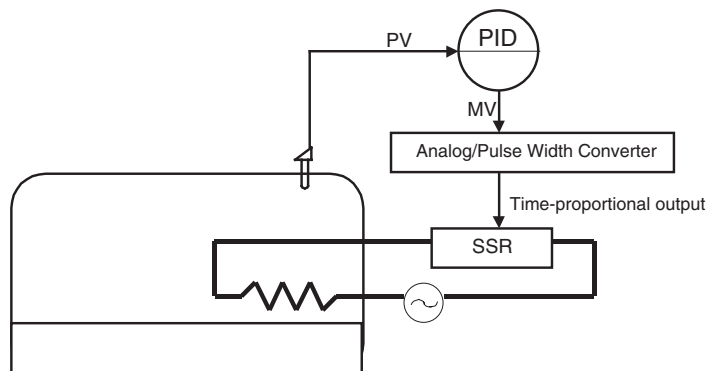 PV
PID
MV
Analog/Pulse Width Converter
Time-proportional output
SSR